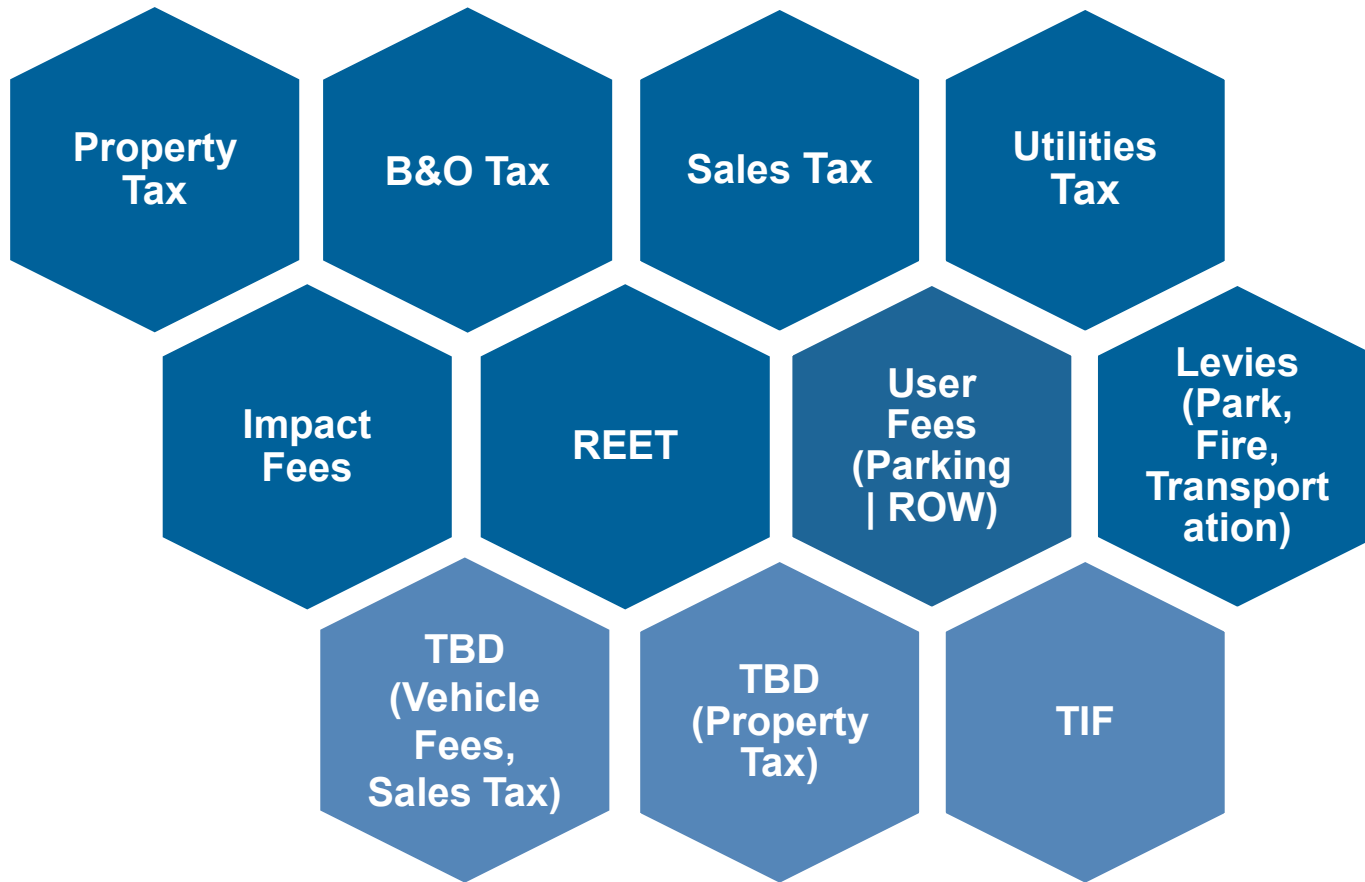 Property
Tax
B&O Tax
Sales Tax
Utilities
Tax
Impact
Fees
REET
User
Fees
(Parking
| ROW)
Levies
(Park,
Fire,
Transport
ation)
TBD
(Vehicle
Fees,
Sales Tax)
TBD
(Property
Tax)
TIF